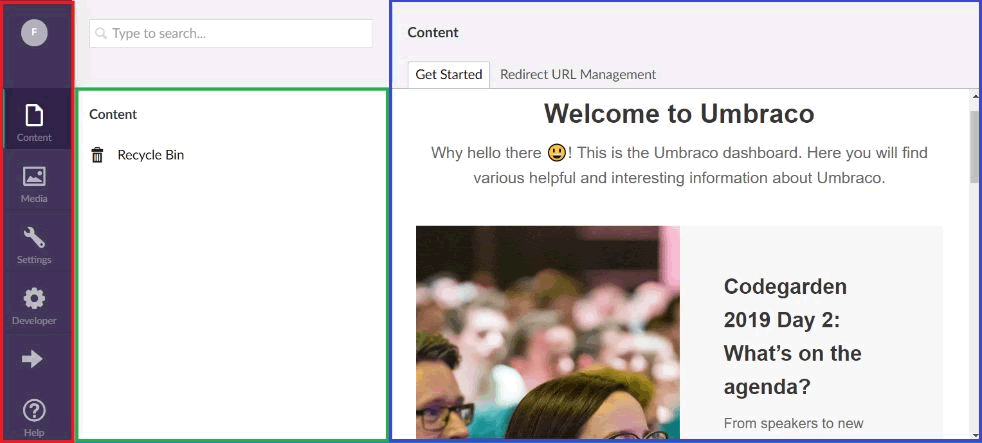 F
Content
Media
Settings
Developer
Help
Type to search...
Content
Recycle Bin
Content
Get Started
Redirect URL Management
Welcome to Umbraco
Why hello there 😃! This is the Umbraco dashboard. Here you will find
various helpful and interesting information about Umbraco.
Codegarden
2019 Day 2:
What’s on the
agenda?
From speakers to new